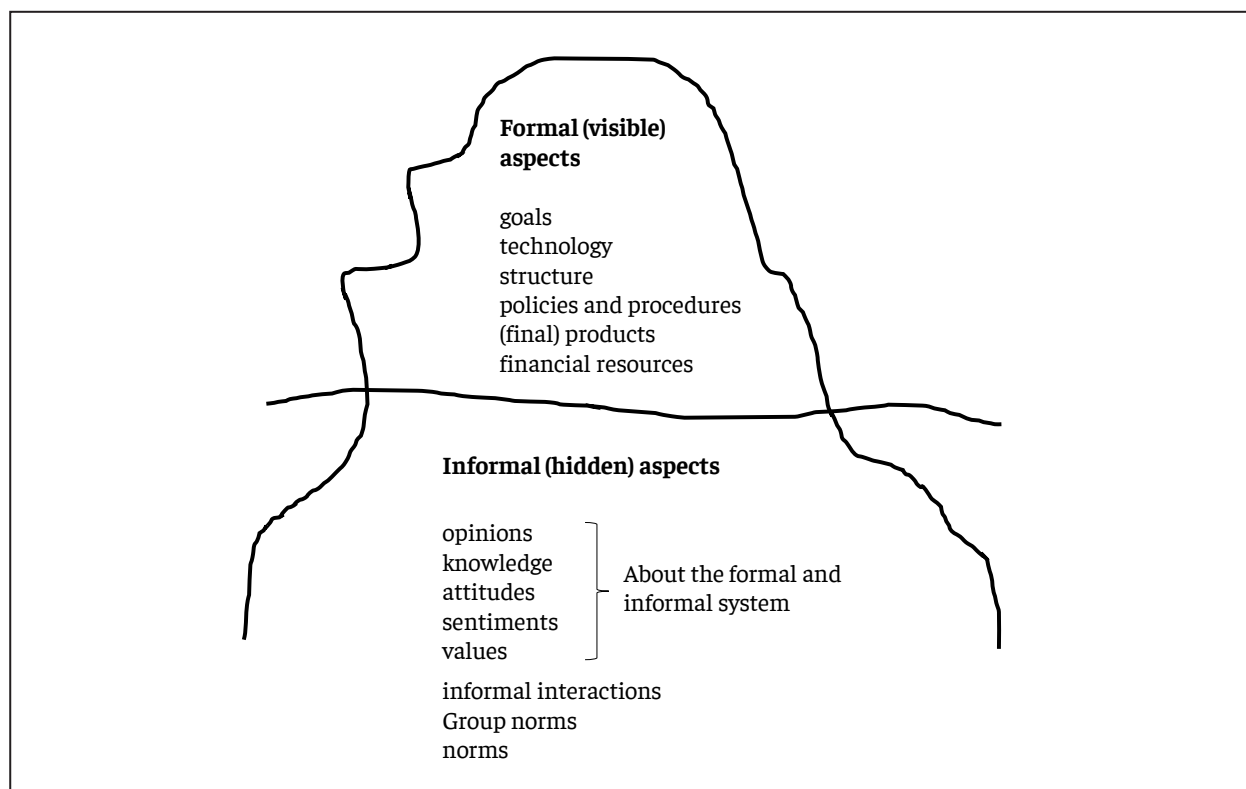 Formal (visible)
aspects
goals
technology
structure
policies and procedures
(final) products
financial resources
Informal (hidden) aspects
opinions
knowledge
attitudes
sentiments
values
About the formal and
informal system
informal interactions
Group norms
norms